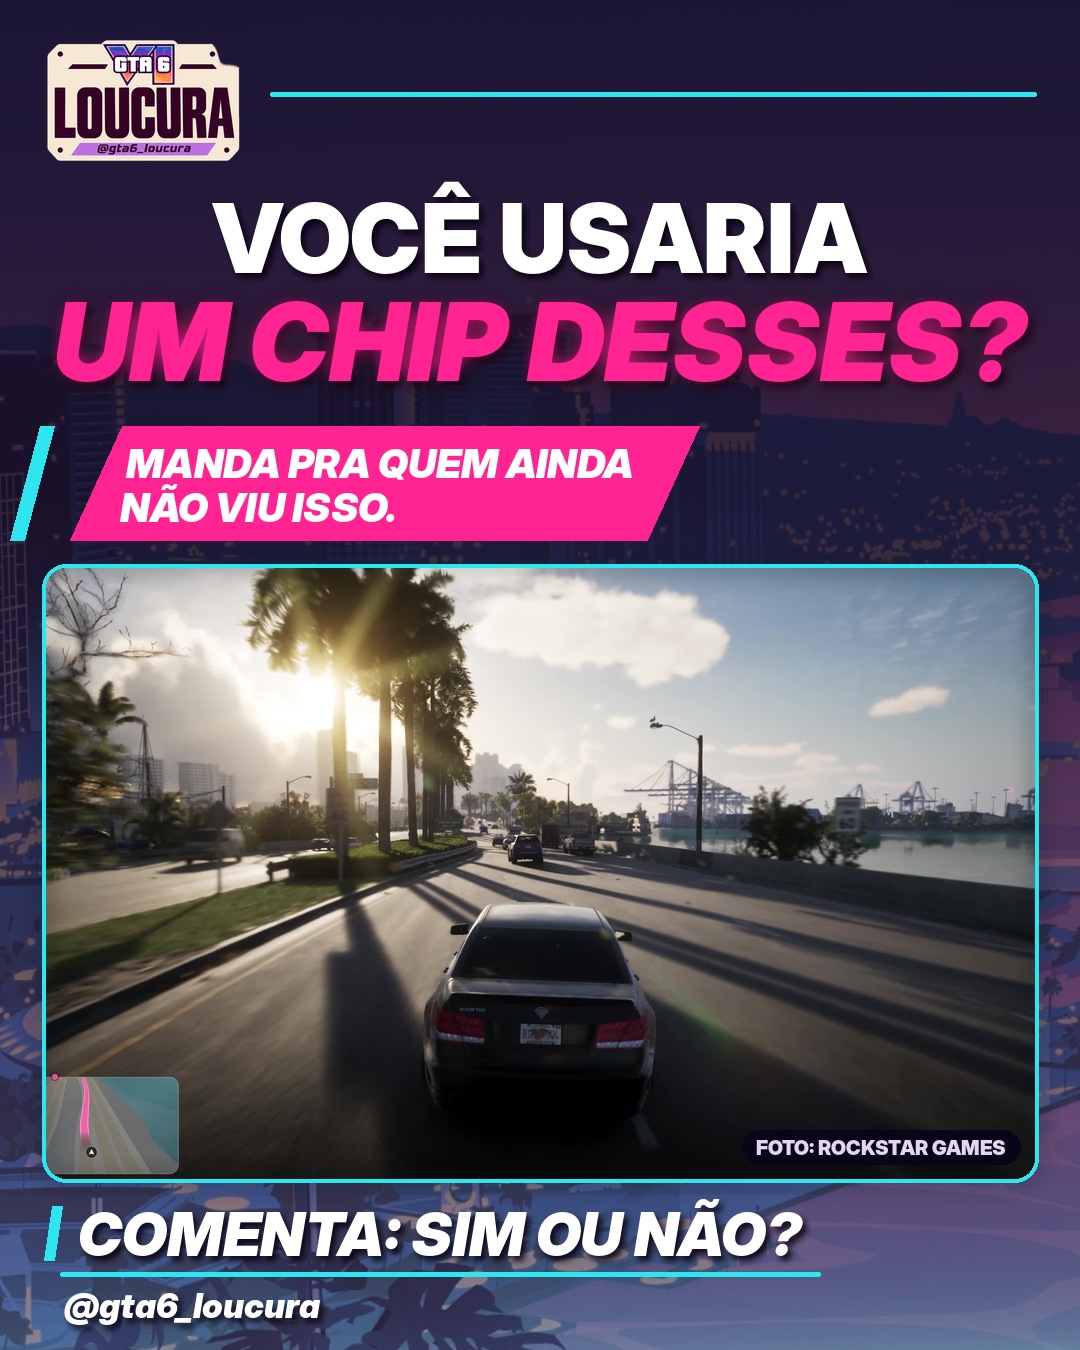 GTA 6
LOUCURA
@gta6_loucura
VOCÊ USARIA
UM CHIP DESSES?
MANDA PRA QUEM AINDA
NÃO VIU ISSO.
60
FOTO: ROCKSTAR GAMES
COMENTA: SIM OU NÃO?
@gta6_loucura